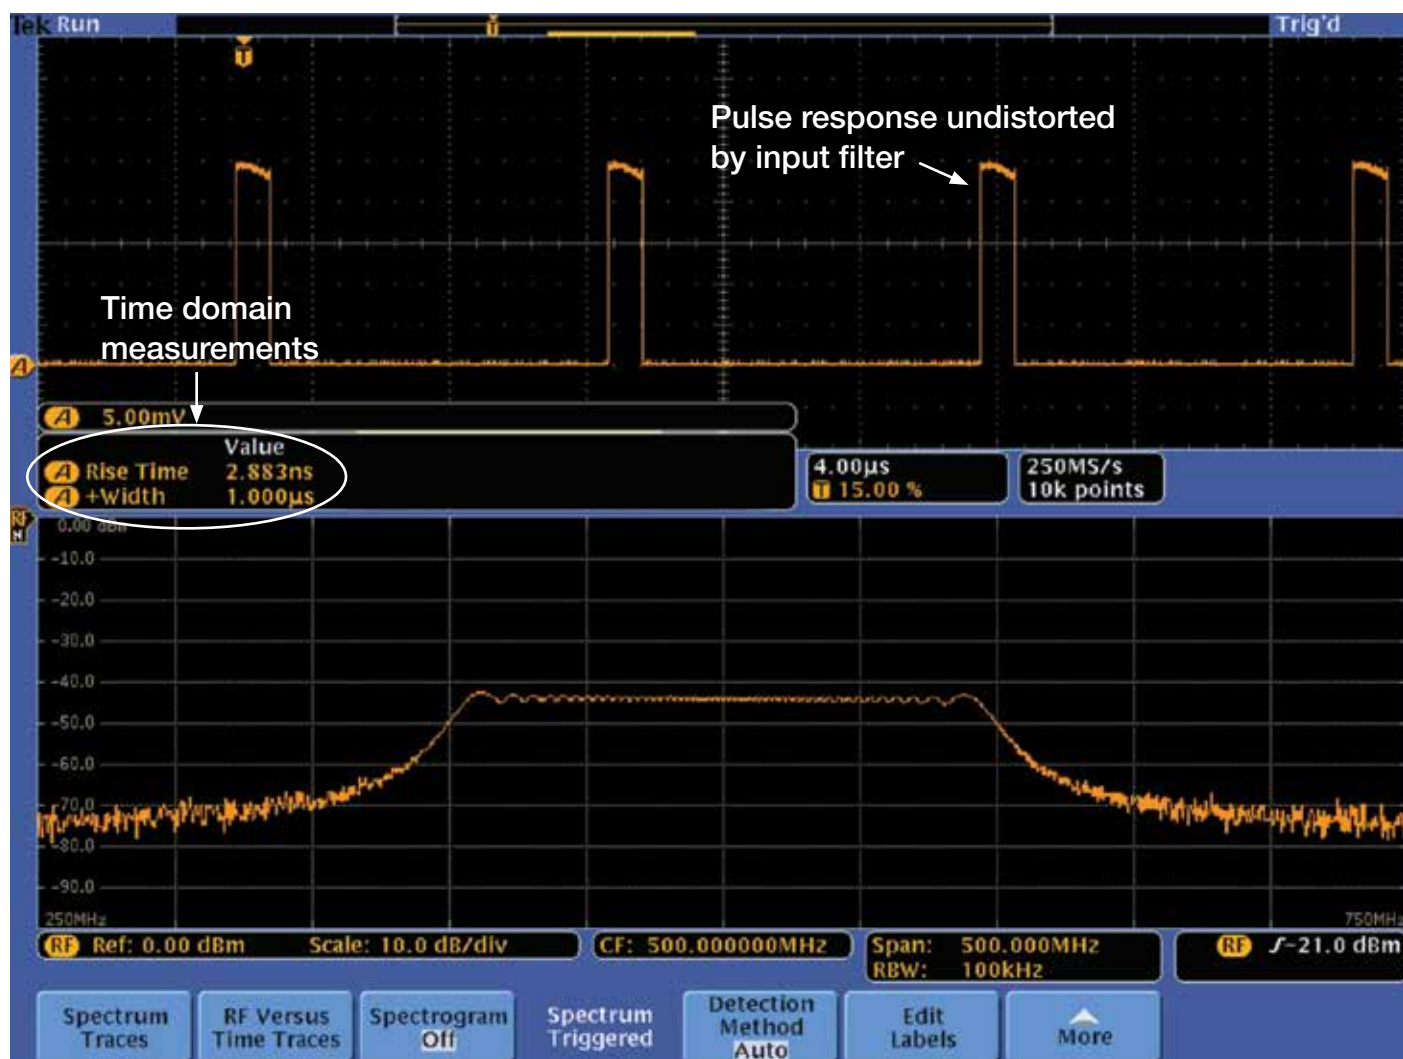 Tek Run
Trig'd
T
Pulse response undistorted
by input filter
Time domain
measurements
A
A 5.00mV
Value
A Rise Time 2.883ns
A +Width 1.000µs
4.00µs
T 15.00 %
250MS/s
10k points
RF
N
0.00 dBm
-10.0
-20.0
-30.0
-40.0
-50.0
-60.0
-70.0
-80.0
-90.0
250MHz
750MHz
RF Ref: 0.00 dBm Scale: 10.0 dB/div
CF: 500.000000MHz
Span: 500.000MHz
RBW: 100kHz
RF -21.0 dBm
Spectrum
Traces
RF Versus
Time Traces
Spectrogram
Off
Spectrum
Triggered
Detection
Method
Auto
Edit
Labels
More